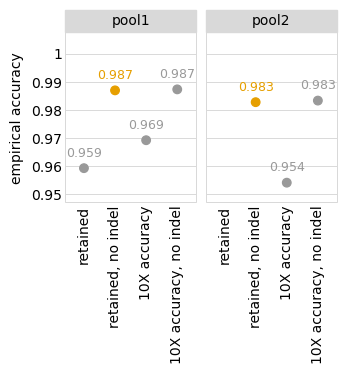 pool1
pool2
empirical accuracy
1
0.99
0.98
0.97
0.96
0.95
0.959
0.987
0.969
0.987
0.983
0.954
0.983
retained
retained, no indel
10X accuracy
10X accuracy, no indel
retained
retained, no indel
10X accuracy
10X accuracy, no indel